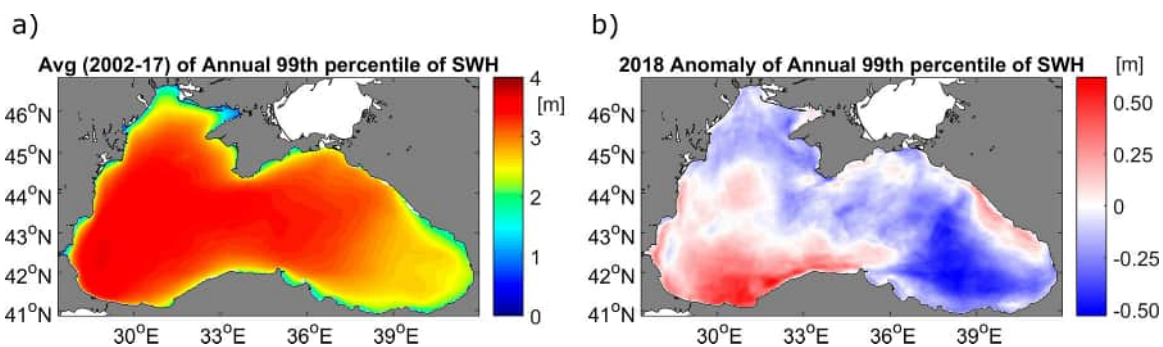 a)
Avg (2002-17) of Annual 99th percentile of SWH
46°N
45°N
44°N
43°N
42°N
41°N
30°E
33°E
36°E
39°E
4
[m]
3
2
1
0
b)
2018 Anomaly of Annual 99th percentile of SWH
46°N
45°N
44°N
43°N
42°N
41°N
30°E
33°E
36°E
39°E
[m]
0.50
0.25
0
-0.25
-0.50